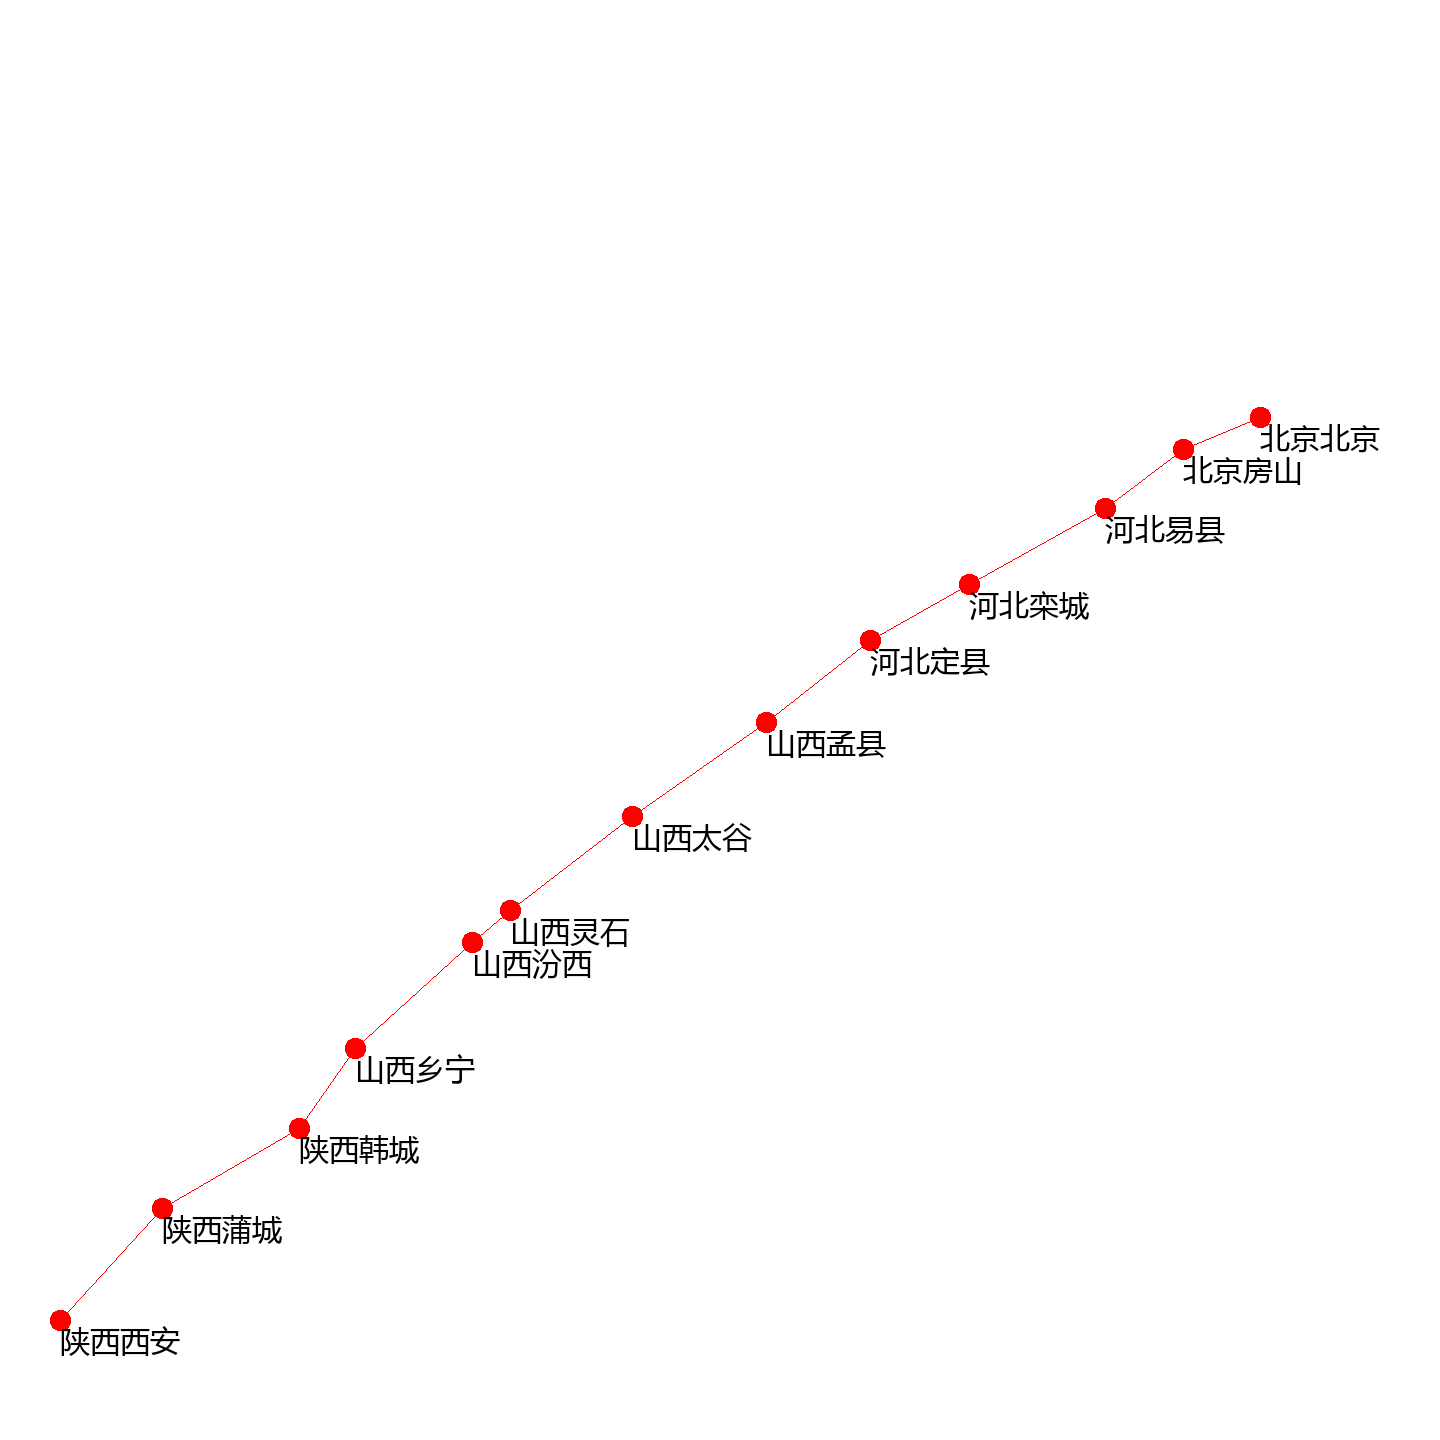 北京北京
北京房山
河北易县
河北栾城
河北定县
山西孟县
山西太谷
山西灵石
山西汾西
山西乡宁
陕西韩城
陕西蒲城
陕西西安